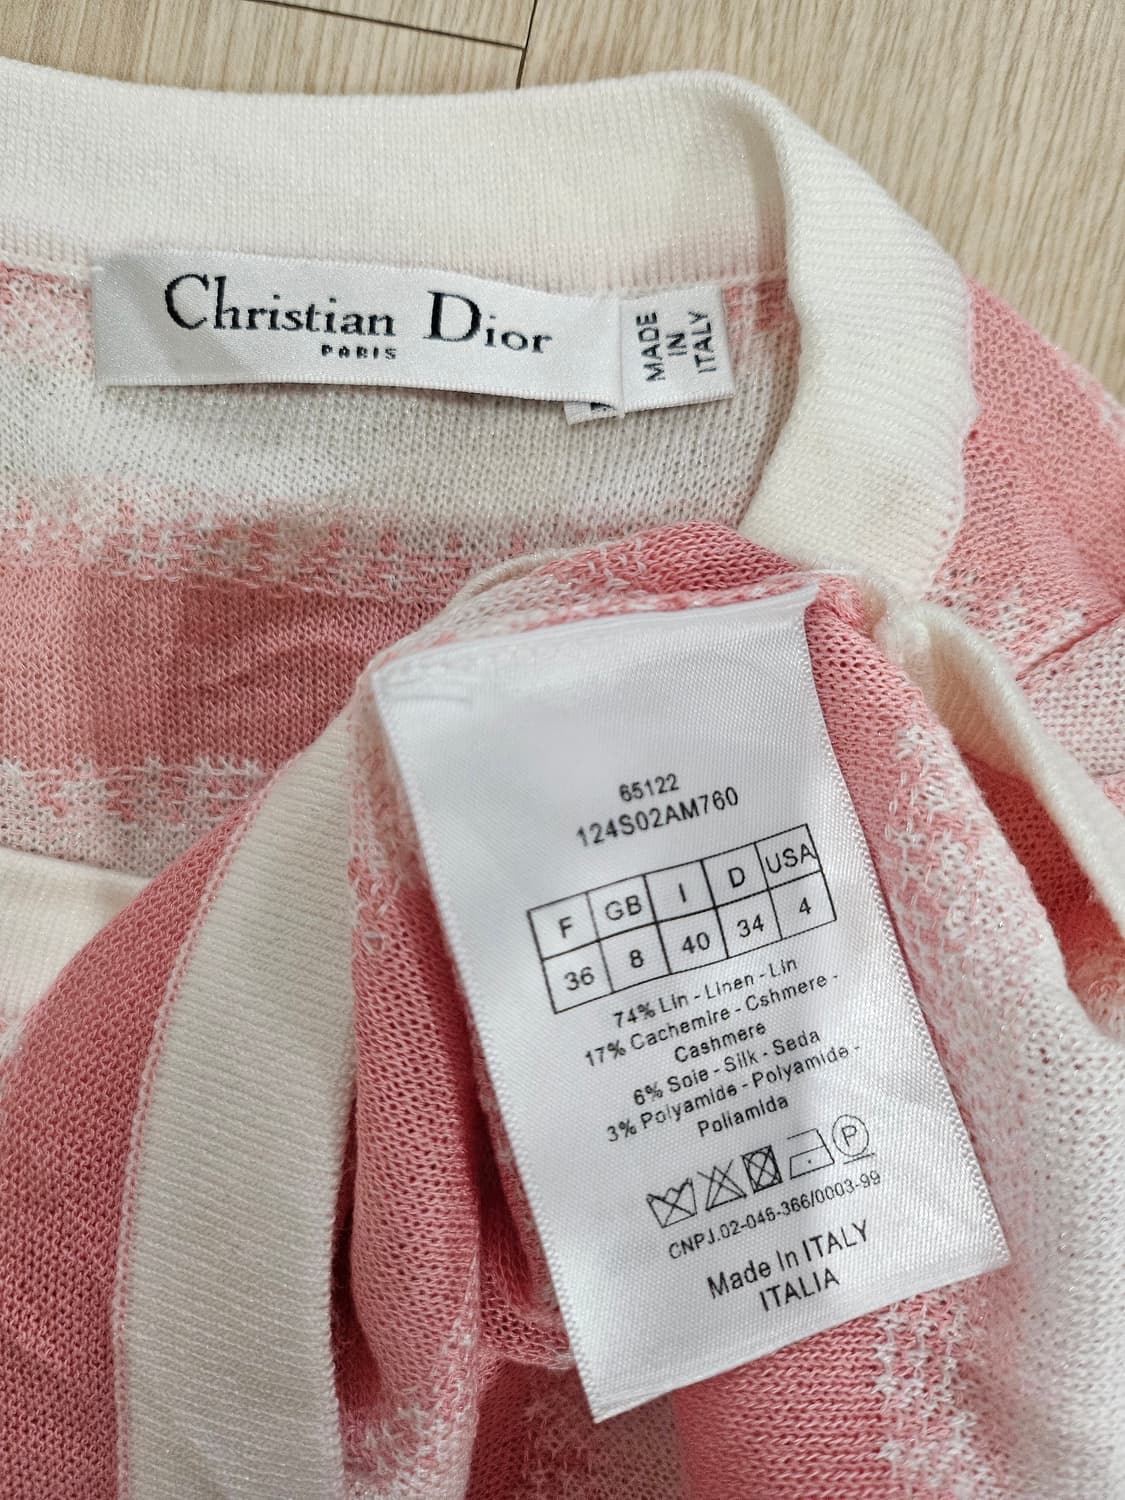 Christian Dior
PARIS
MADE
IN
ITALY
65122
124S02AM760
F GB I D USA
36 8 40 34 4
74% Lin - Linen - Lin
17% Cachemire - Cshmere -
Cashmere
6% Soie - Silk - Seda
3% Polyamide - Polyamide -
Poliamida
P
CNPJ.02-046-366/0003-99
Made In ITALY
ITALIA